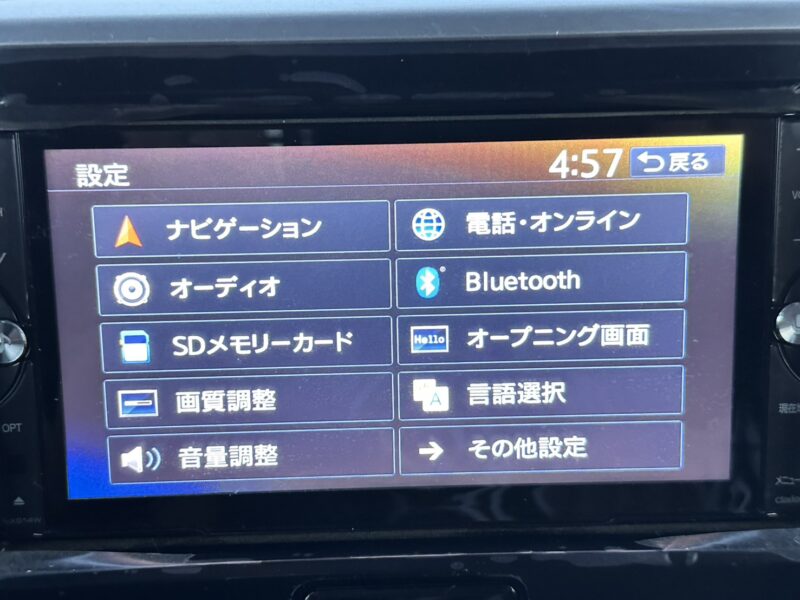 設定
4:57
戻る
ナビゲーション
電話・オンライン
オーディオ
Bluetooth
SDメモリーカード
Hello オープニング画面
画質調整
A 言語選択
音量調整
その他設定
OPT